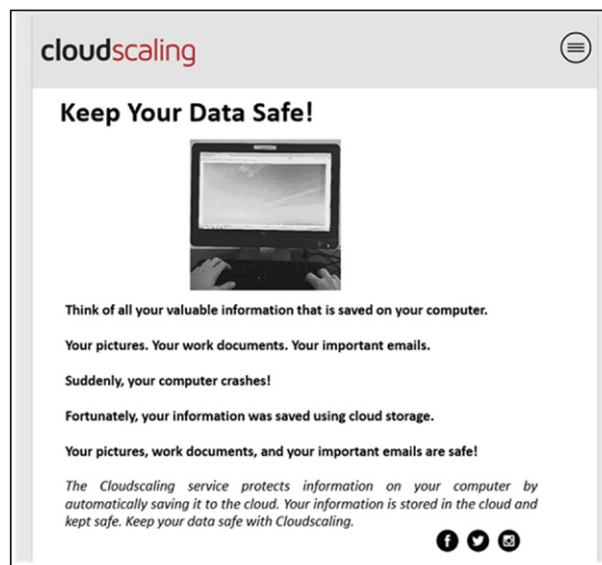 cloudscaling
Keep Your Data Safe!
Think of all your valuable information that is saved on your computer.
Your pictures. Your work documents. Your important emails.
Suddenly, your computer crashes!
Fortunately, your information was saved using cloud storage.
Your pictures, work documents, and your important emails are safe!
The Cloudscaling service protects information on your computer by
automatically saving it to the cloud. Your information is stored in the cloud and
kept safe. Keep your data safe with Cloudscaling.